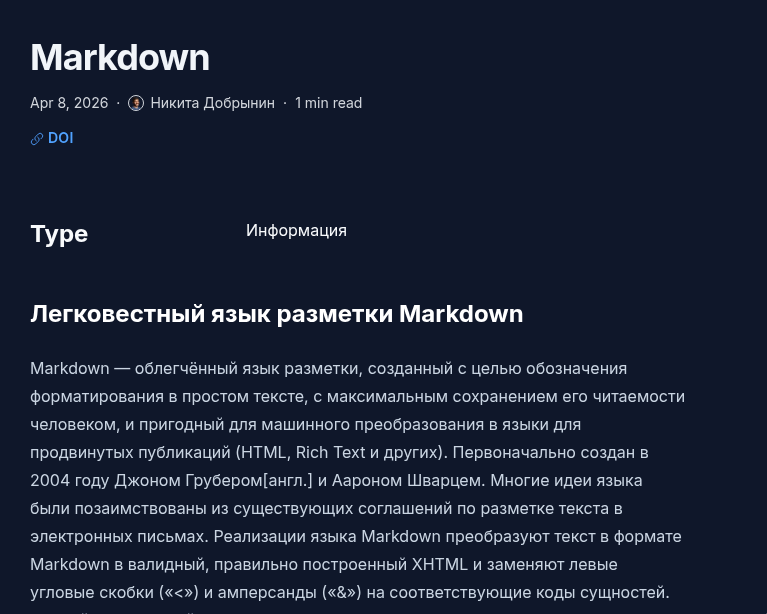 Markdown
Apr 8, 2026 · Никита Добрынин · 1 min read
DOI
Type
Информация
Легковестный язык разметки Markdown
Markdown — облегчённый язык разметки, созданный с целью обозначения
форматирования в простом тексте, с максимальным сохранением его читаемости
человеком, и пригодный для машинного преобразования в языки для
продвинутых публикаций (HTML, Rich Text и других). Первоначально создан в
2004 году Джоном Грубером[англ.] и Аароном Шварцем. Многие идеи языка
были позаимствованы из существующих соглашений по разметке текста в
электронных письмах. Реализации языка Markdown преобразуют текст в формате
Markdown в валидный, правильно построенный XHTML и заменяют левые
угловые скобки («<») и амперсанды («&») на соответствующие коды сущностей.